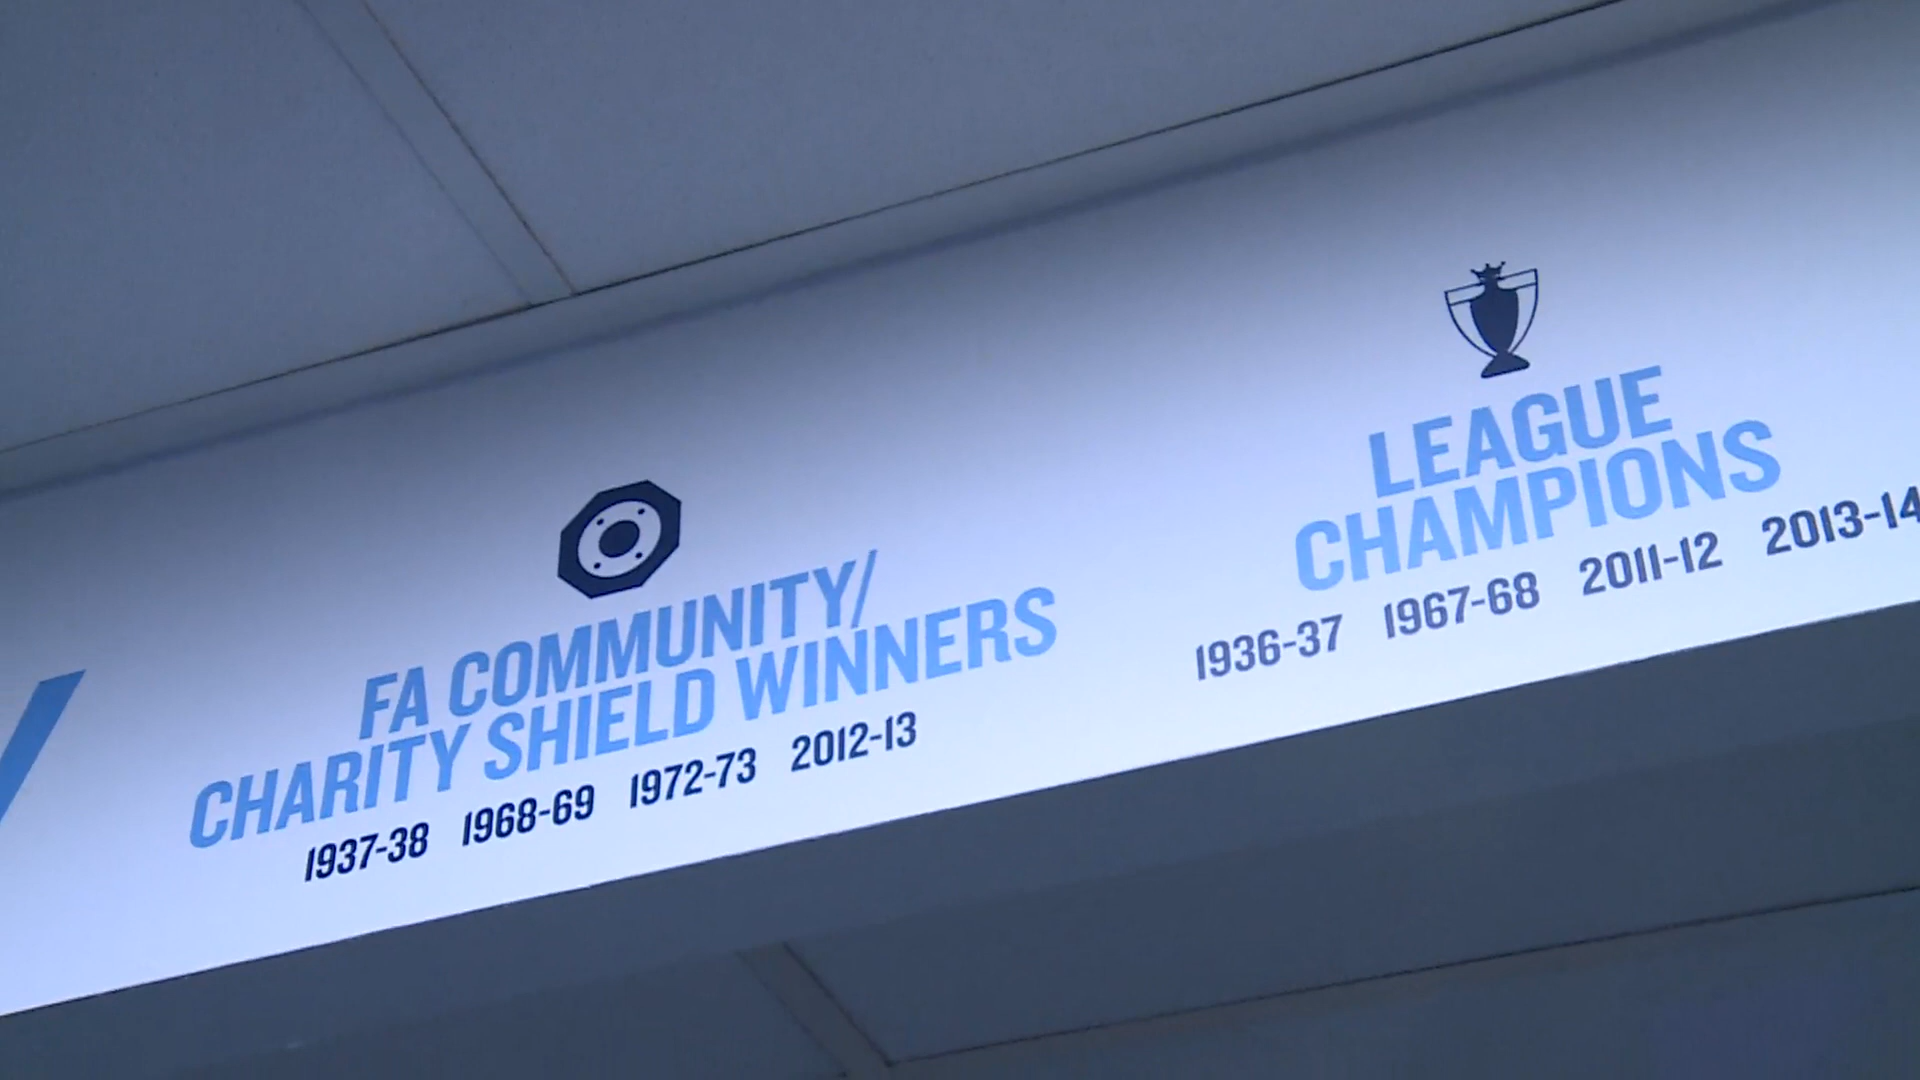 FA COMMUNITY/
CHARITY SHIELD WINNERS
1937-38 1968-69 1972-73 2012-13
LEAGUE
CHAMPIONS
1936-37 1967-68 2011-12 2013-14